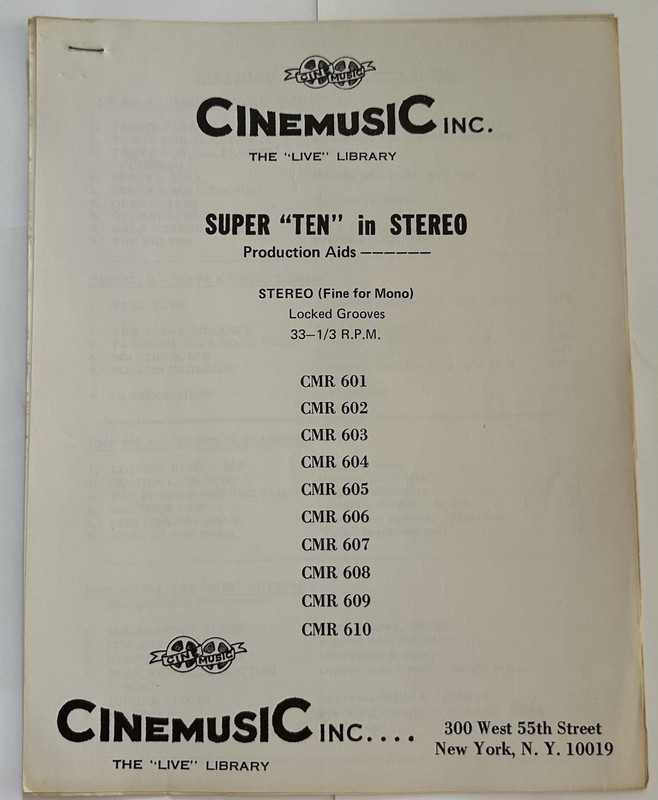 CINE MUSIC
CINEMUSIC INC.
THE "LIVE" LIBRARY
SUPER "TEN" in STEREO
Production Aids ——————
STEREO (Fine for Mono)
Locked Grooves
33—1/3 R.P.M.
CMR 601
CMR 602
CMR 603
CMR 604
CMR 605
CMR 606
CMR 607
CMR 608
CMR 609
CMR 610
CINE MUSIC
CINEMUSIC INC....
THE "LIVE" LIBRARY
300 West 55th Street
New York, N. Y. 10019